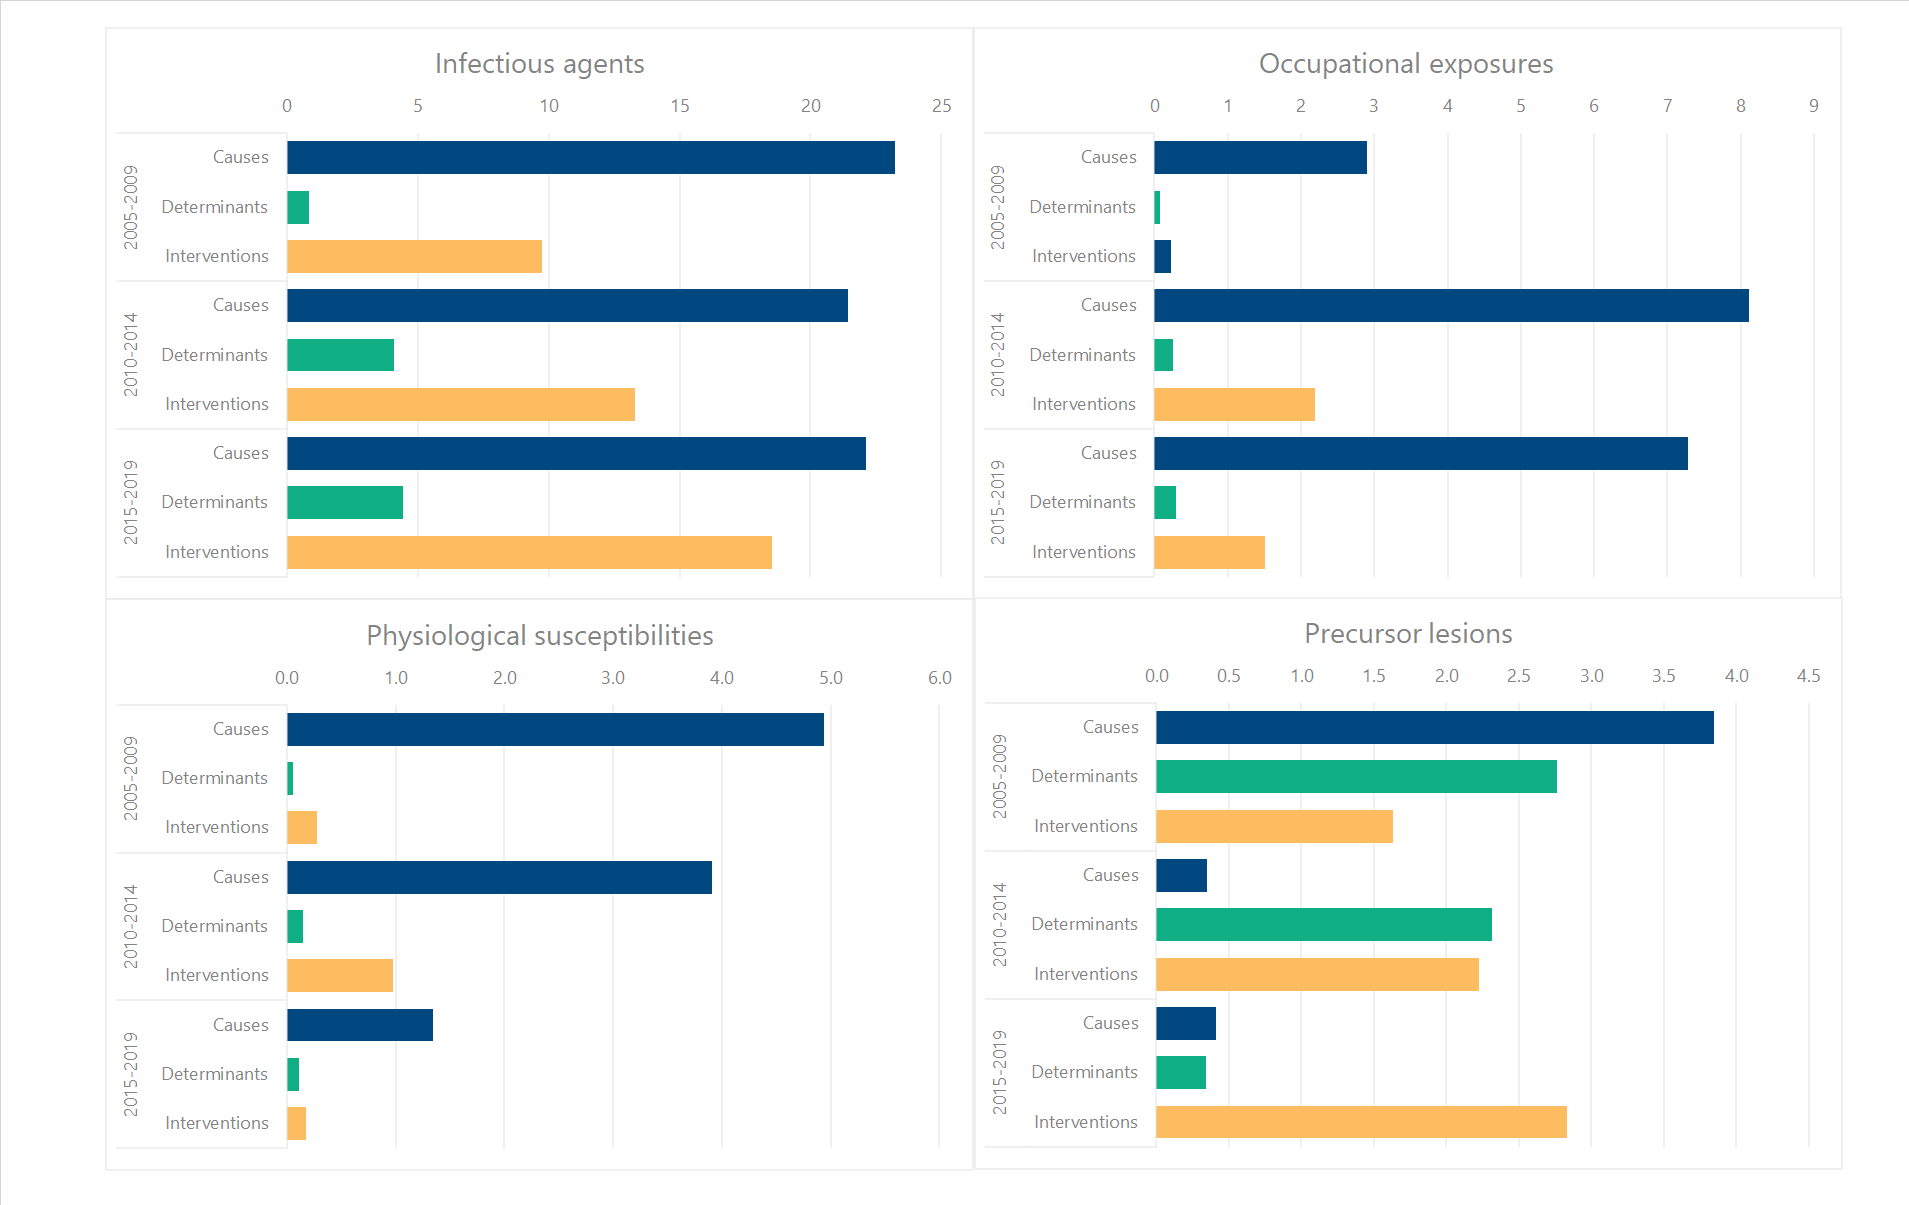 Infectious agents
0 5 10 15 20 25
2005-2009
Causes
Determinants
Interventions
2010-2014
Causes
Determinants
Interventions
2015-2019
Causes
Determinants
Interventions
Occupational exposures
0 1 2 3 4 5 6 7 8 9
2005-2009
Causes
Determinants
Interventions
2010-2014
Causes
Determinants
Interventions
2015-2019
Causes
Determinants
Interventions
Physiological susceptibilities
0.0 1.0 2.0 3.0 4.0 5.0 6.0
2005-2009
Causes
Determinants
Interventions
2010-2014
Causes
Determinants
Interventions
2015-2019
Causes
Determinants
Interventions
Precursor lesions
0.0 0.5 1.0 1.5 2.0 2.5 3.0 3.5 4.0 4.5
2005-2009
Causes
Determinants
Interventions
2010-2014
Causes
Determinants
Interventions
2015-2019
Causes
Determinants
Interventions